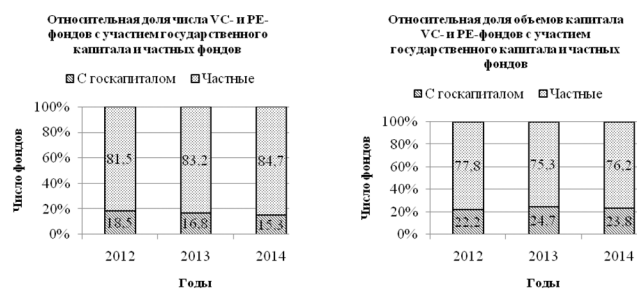 Относительная доля числа VC- и PE-
фондов с участием государственного
капитала и частных фондов
С госкапиталом
Частные
Число фондов
100%
80%
60%
40%
20%
0%
81,5
83,2
84,7
18,5
16,8
15,3
2012
2013
2014
Годы
Относительная доля объемов капитала
VC- и PE-фондов с участием
государственного капитала и частных
фондов
С госкапиталом
Частные
Число фондов
100%
80%
60%
40%
20%
0%
77,8
75,3
76,2
22,2
24,7
23,8
2012
2013
2014
Годы